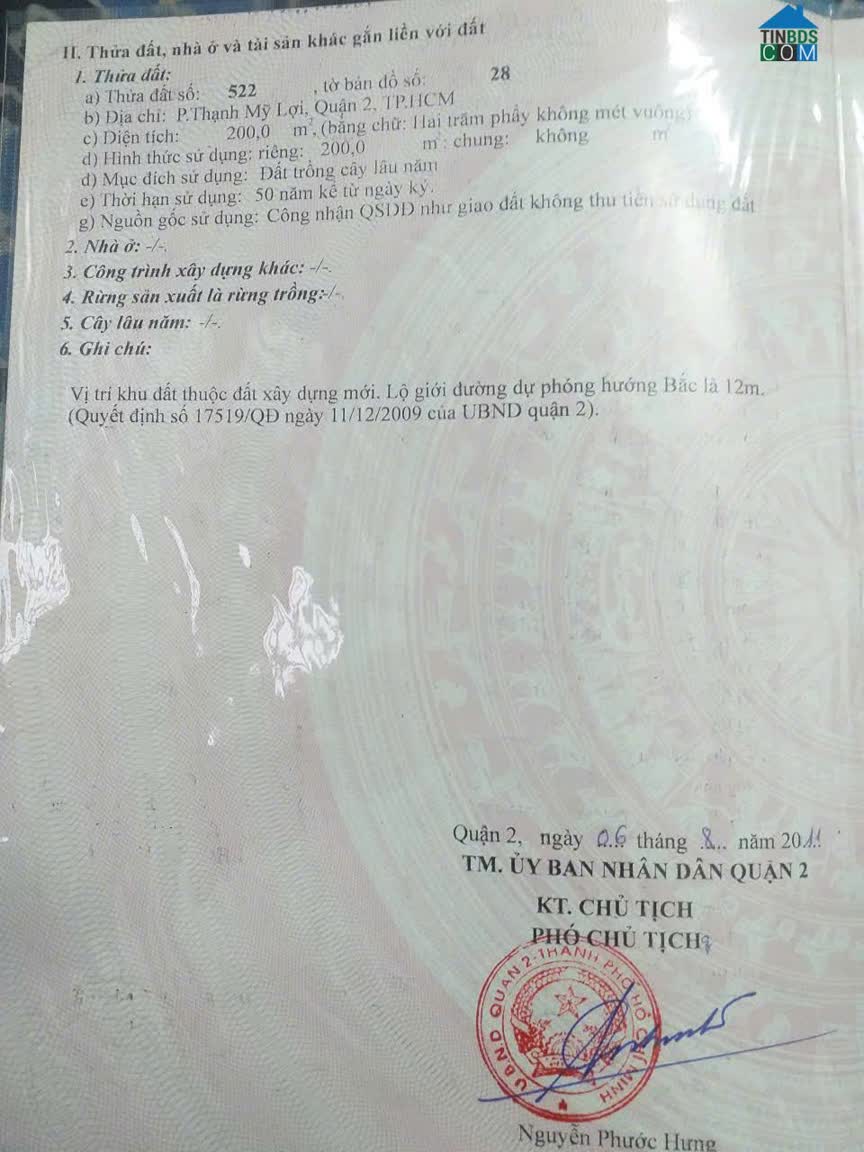 TINBDS
COM
II. Thửa đất, nhà ở và tài sản khác gắn liền với đất
1. Thửa đất:
a) Thửa đất số: 522 , tờ bản đồ số: 28
b) Địa chỉ: P.Thạnh Mỹ Lợi, Quận 2, TP.HCM
c) Diện tích: 200,0 m², (bằng chữ: Hai trăm phẩy không mét vuông)
d) Hình thức sử dụng: riêng: 200,0 m²; chung: không m²
đ) Mục đích sử dụng: Đất trồng cây lâu năm
e) Thời hạn sử dụng: 50 năm kể từ ngày ký.
g) Nguồn gốc sử dụng: Công nhận QSDĐ như giao đất không thu tiền sử dụng đất
2. Nhà ở: -/-.
3. Công trình xây dựng khác: -/-.
4. Rừng sản xuất là rừng trồng:-/-.
5. Cây lâu năm: -/-.
6. Ghi chú:
Vị trí khu đất thuộc đất xây dựng mới. Lộ giới đường dự phóng hướng Bắc là 12m.
(Quyết định số 17519/QĐ ngày 11/12/2009 của UBND quận 2).
Quận 2, ngày 06 tháng 8 năm 2011
TM. ỦY BAN NHÂN DÂN QUẬN 2
KT. CHỦ TỊCH
PHÓ CHỦ TỊCH
U.B.N.D QUẬN 2-THÀNH PHỐ HỒ CHÍ MINH
Nguyễn Phước Hưng